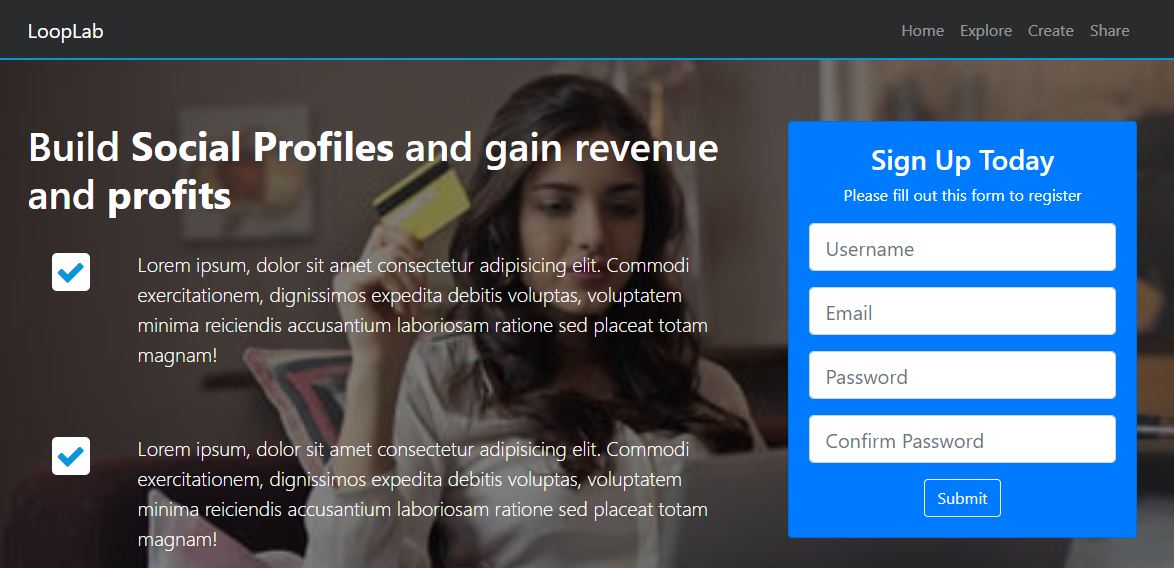 LoopLab
Home Explore Create Share
Build Social Profiles and gain revenue
and profits
Lorem ipsum, dolor sit amet consectetur adipisicing elit. Commodi
exercitationem, dignissimos expedita debitis voluptas, voluptatem
minima reiciendis accusantium laboriosam ratione sed placeat totam
magnam!
Lorem ipsum, dolor sit amet consectetur adipisicing elit. Commodi
exercitationem, dignissimos expedita debitis voluptas, voluptatem
minima reiciendis accusantium laboriosam ratione sed placeat totam
magnam!
Sign Up Today
Please fill out this form to register
Username
Email
Password
Confirm Password
Submit